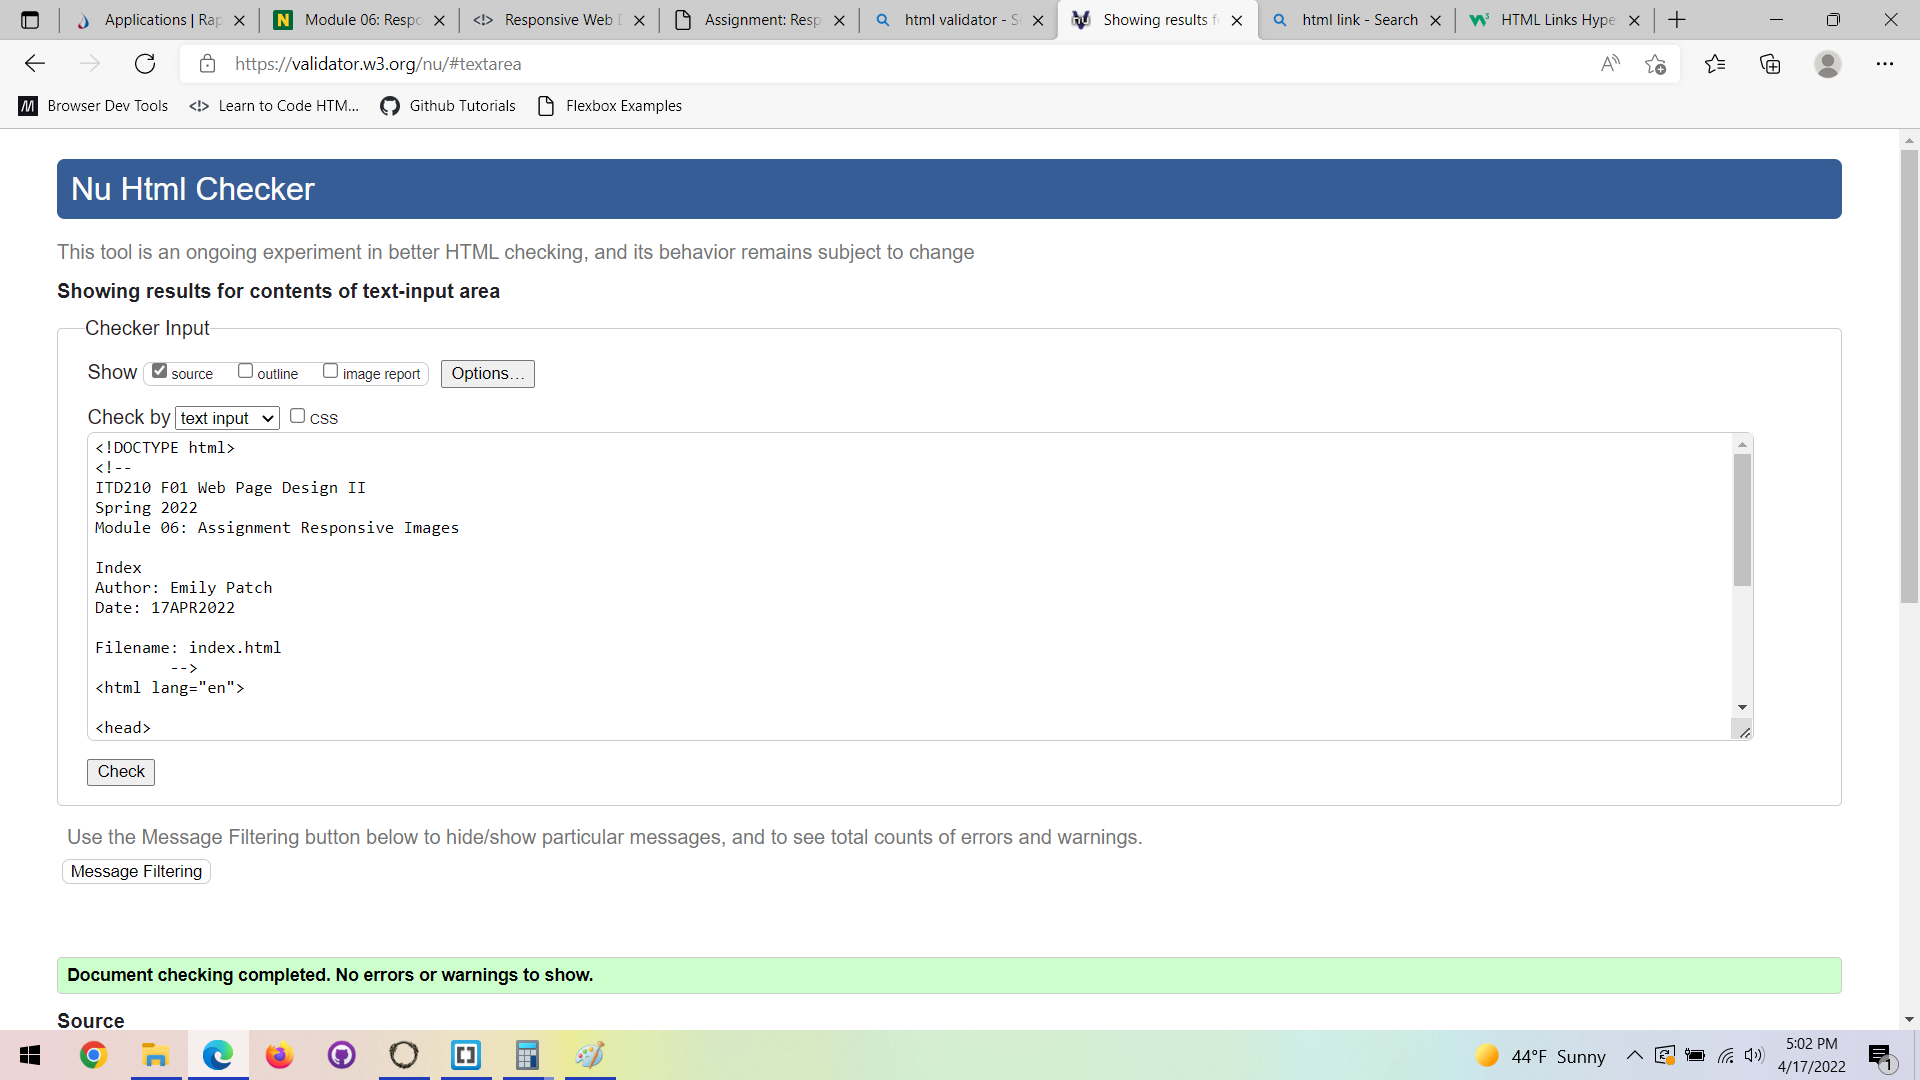 Applications | Rap
Module 06: Respo
Responsive Web D
Assignment: Resp
html validator - S
Showing results f
html link - Search
HTML Links Hype
https://validator.w3.org/nu/#textarea
Browser Dev Tools
Learn to Code HTM...
Github Tutorials
Flexbox Examples
Nu Html Checker
This tool is an ongoing experiment in better HTML checking, and its behavior remains subject to change
Showing results for contents of text-input area
Checker Input
Show source outline image report Options...
Check by text input CSS
<!DOCTYPE html>
<!--
ITD210 F01 Web Page Design II
Spring 2022
Module 06: Assignment Responsive Images
Index
Author: Emily Patch
Date: 17APR2022
Filename: index.html
-->
<html lang="en">
<head>
Check
Use the Message Filtering button below to hide/show particular messages, and to see total counts of errors and warnings.
Message Filtering
Document checking completed. No errors or warnings to show.
Source
44°F Sunny
5:02 PM
4/17/2022
1